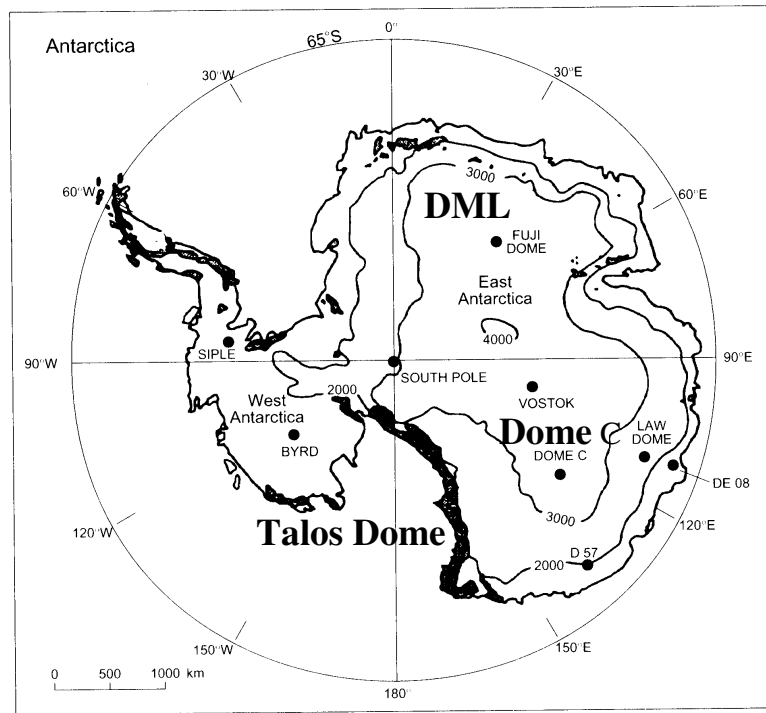 Antarctica
65°S
0°
30°W
30°E
60°W
60°E
3000
DML
FUJI
DOME
East
Antarctica
4000
SIPLE
90°W
90°E
SOUTH POLE
2000
West
Antarctica
VOSTOK
Dome C
LAW
DOME
BYRD
DOME C
DE 08
3000
120°W
120°E
Talos Dome
D 57
2000
150°W
150°E
0 500 1000 km
180°